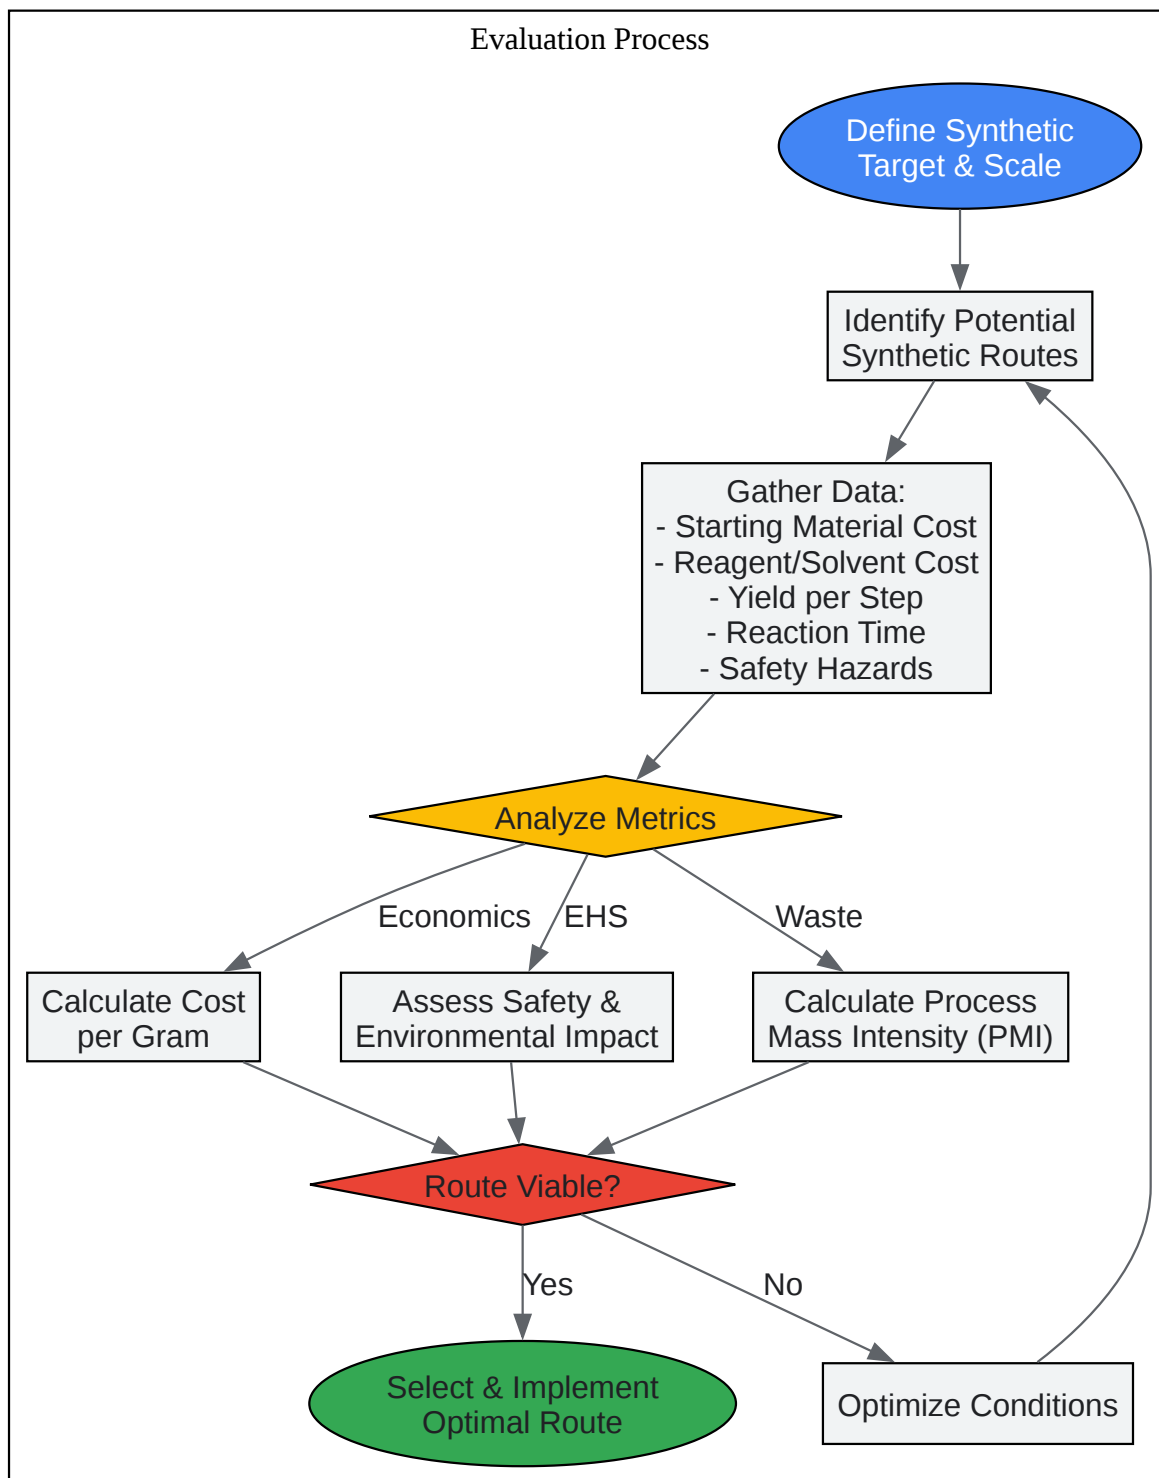 Evaluation Process
Define Synthetic
Target & Scale
Identify Potential
Synthetic Routes
Gather Data:
- Starting Material Cost
- Reagent/Solvent Cost
- Yield per Step
- Reaction Time
- Safety Hazards
Analyze Metrics
Economics
EHS
Waste
Calculate Cost
per Gram
Assess Safety &
Environmental Impact
Calculate Process
Mass Intensity (PMI)
Route Viable?
Yes
No
Select & Implement
Optimal Route
Optimize Conditions